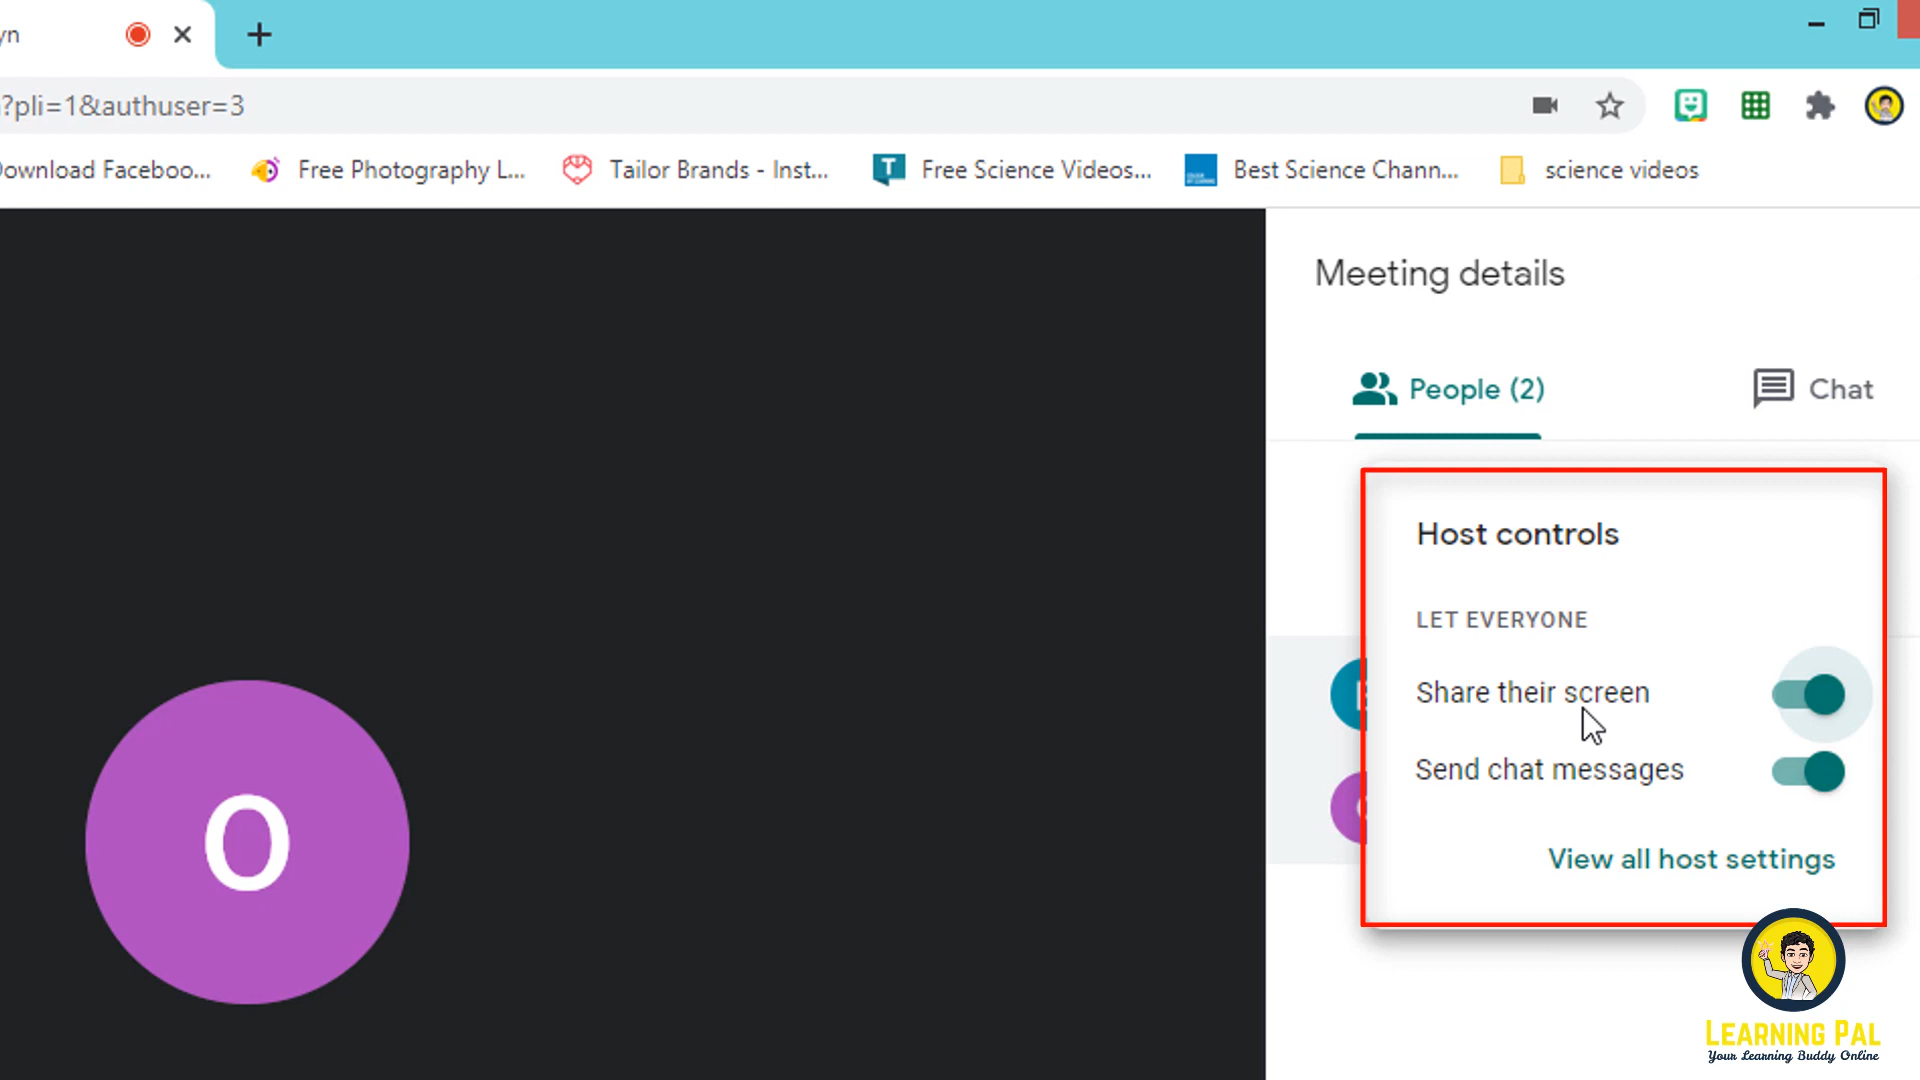 yn
?pli=1&authuser=3
ownload Faceboo...
Free Photography L...
Tailor Brands - Inst...
T
Free Science Videos...
Best Science Chann...
science videos
Meeting details
People (2)
Chat
Host controls
LET EVERYONE
Share their screen
Send chat messages
View all host settings
O
LEARNING PAL
Your Learning Buddy Online